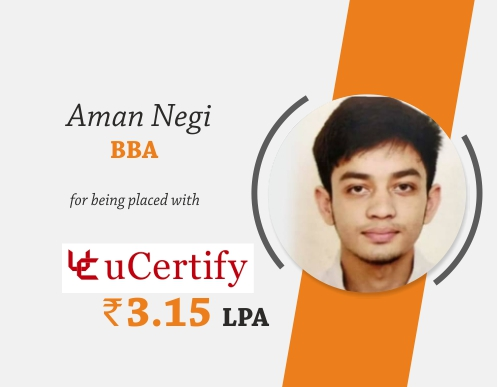 Aman Negi
BBA
for being placed with
uCertify
₹3.15 LPA